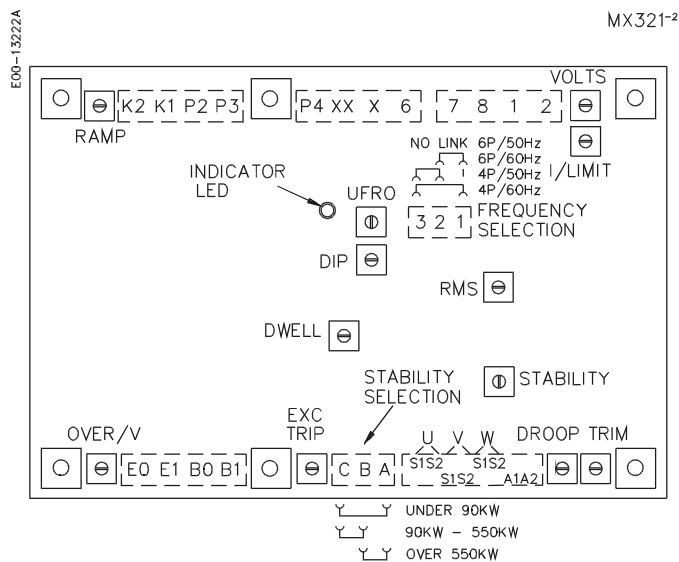 E00-13222A
MX321-2
VOLTS
K2 K1 P2 P3
P4 XX X 6
7 8 1 2
RAMP
NO LINK 6P/50Hz
6P/60Hz
4P/50Hz
4P/60Hz
I/LIMIT
INDICATOR
LED
UFRO
3 2 1
FREQUENCY
SELECTION
DIP
RMS
DWELL
STABILITY
SELECTION
STABILITY
OVER/V
EXC
TRIP
U V W
DROOP TRIM
E0 E1 B0 B1
C B A
S1S2 S1S2
S1S2 A1A2
UNDER 90KW
90KW - 550KW
OVER 550KW